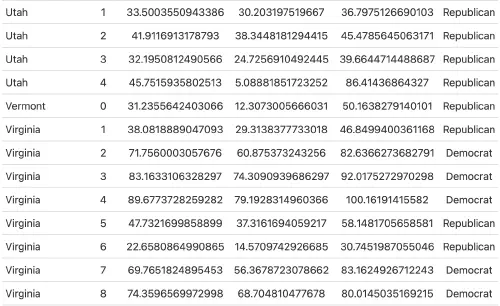 Utah 1 33.5003550943386 30.203197519667 36.7975126690103 Republican
Utah 2 41.9116913178793 38.3448181294415 45.4785645063171 Republican
Utah 3 32.1950812490566 24.7256910492445 39.6644714488687 Republican
Utah 4 45.7515935802513 5.08881851723252 86.41436864327 Republican
Vermont 0 31.2355642403066 12.3073005666031 50.1638279140101 Republican
Virginia 1 38.0818889047093 29.3138377733018 46.8499400361168 Republican
Virginia 2 71.7560003057676 60.875373243256 82.6366273682791 Democrat
Virginia 3 83.1633106328297 74.3090939686297 92.0175272970298 Democrat
Virginia 4 89.6773728259282 79.1928314960366 100.16191415582 Democrat
Virginia 5 47.7321699858899 37.3161694059217 58.1481705658581 Republican
Virginia 6 22.6580864990865 14.5709742926685 30.7451987055046 Republican
Virginia 7 69.7651824895453 56.3678723078662 83.1624926712243 Democrat
Virginia 8 74.3596569972998 68.704810477678 80.0145035169215 Democrat